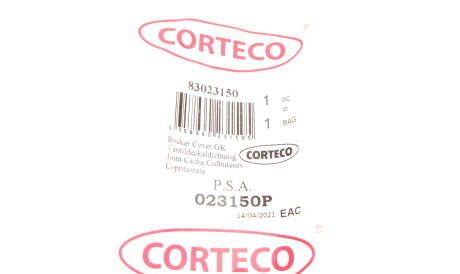 CORTECO
83023150
1 PC
=
1 BAG
Rocker Cover GK
Ventildeckeldichtung
Joint Cache Culbuteurs
Copritestata
CORTECO
P.S.A.
023150P
14/04/2021 EAC
CORTECO